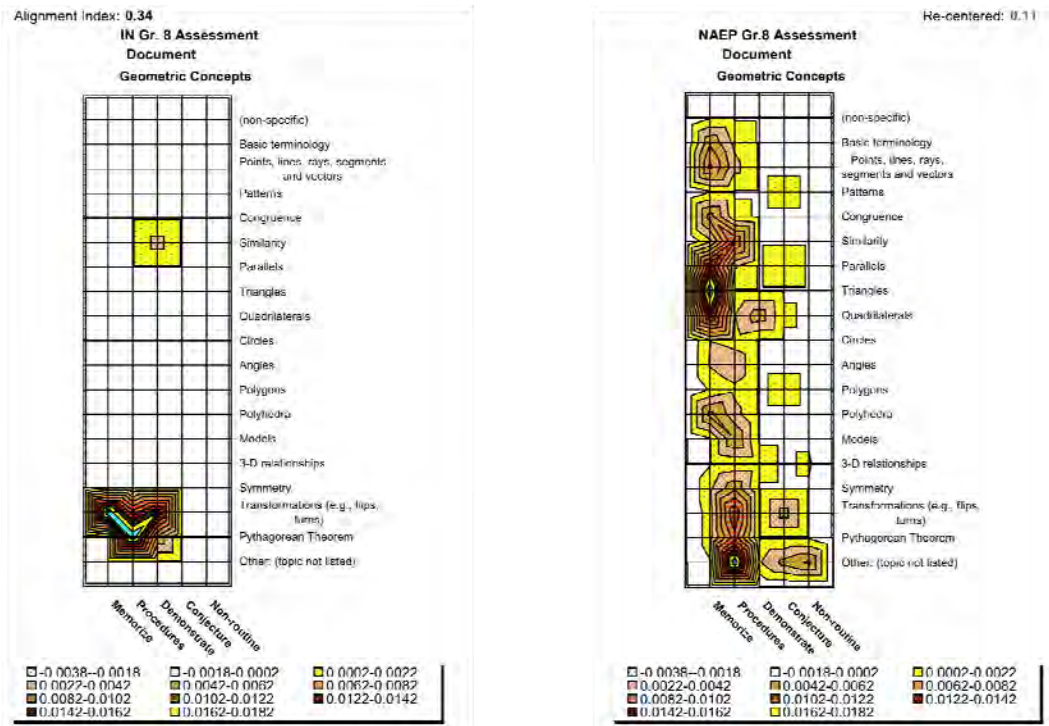 Alignment Index: 0.34
Re-centered: 0.11
IN Gr. 8 Assessment
Document
Geometric Concepts
(non-specific)
Basic terminology
Points, lines, rays, segments
and vectors
Patterns
Congruence
Similarity
Parallels
Triangles
Quadrilaterals
Circles
Angles
Polygons
Polyhedra
Models
3-D relationships
Symmetry
Transformations (e.g., flips,
turns)
Pythagorean Theorem
Other: (topic not listed)
Memorize
Procedures
Demonstrate
Conjecture
Non-routine
-0.0038--0.0018 -0.0018-0.0002 0.0002-0.0022
0.0022-0.0042 0.0042-0.0062 0.0062-0.0082
0.0082-0.0102 0.0102-0.0122 0.0122-0.0142
0.0142-0.0162 0.0162-0.0182
NAEP Gr.8 Assessment
Document
Geometric Concepts
(non-specific)
Basic terminology
Points, lines, rays,
segments and vectors
Patterns
Congruence
Similarity
Parallels
Triangles
Quadrilaterals
Circles
Angles
Polygons
Polyhedra
Models
3-D relationships
Symmetry
Transformations (e.g., flips,
turns)
Pythagorean Theorem
Other: (topic not listed)
Memorize
Procedures
Demonstrate
Conjecture
Non-routine
-0.0038--0.0018 -0.0018-0.0002 0.0002-0.0022
0.0022-0.0042 0.0042-0.0062 0.0062-0.0082
0.0082-0.0102 0.0102-0.0122 0.0122-0.0142
0.0142-0.0162 0.0162-0.0182